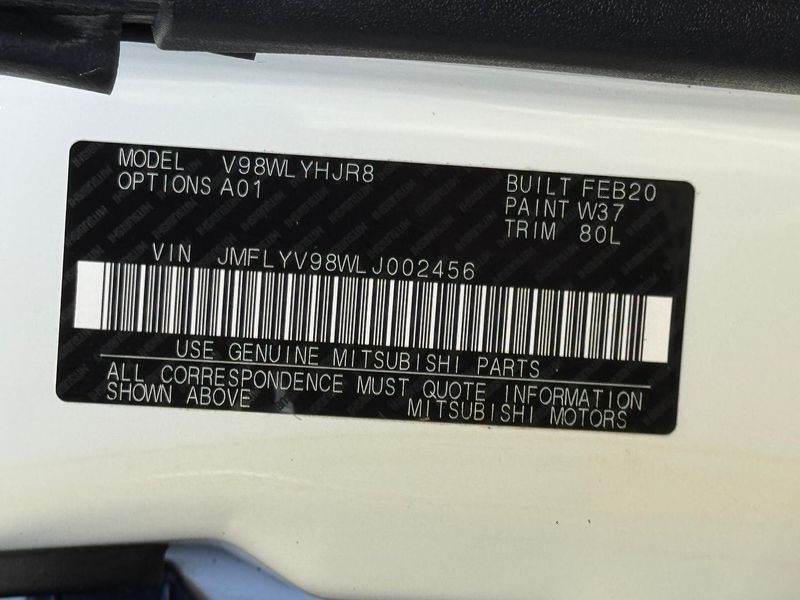 MODEL V98WLYHJR8
OPTIONS A01
BUILT FEB20
PAINT W37
TRIM 80L
VIN JMFLYV98WLJ002456
USE GENUINE MITSUBISHI PARTS
ALL CORRESPONDENCE MUST QUOTE INFORMATION
SHOWN ABOVE MITSUBISHI MOTORS